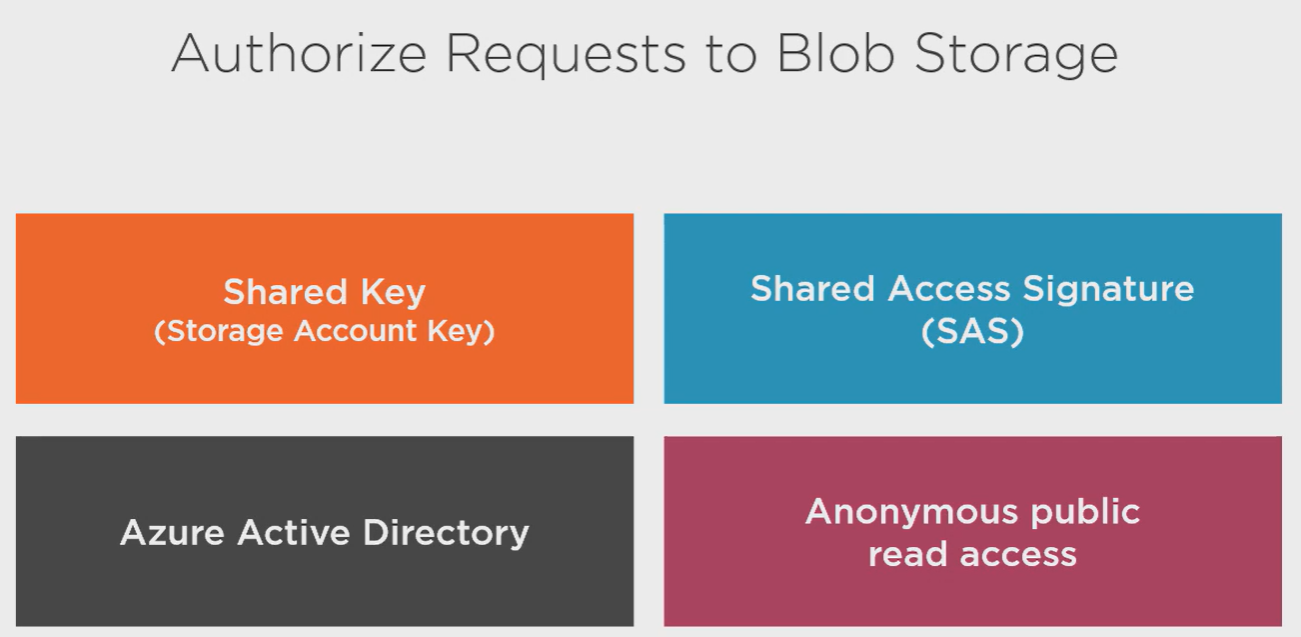 Authorize Requests to Blob Storage
Shared Key
(Storage Account Key)
Shared Access Signature
(SAS)
Azure Active Directory
Anonymous public
read access